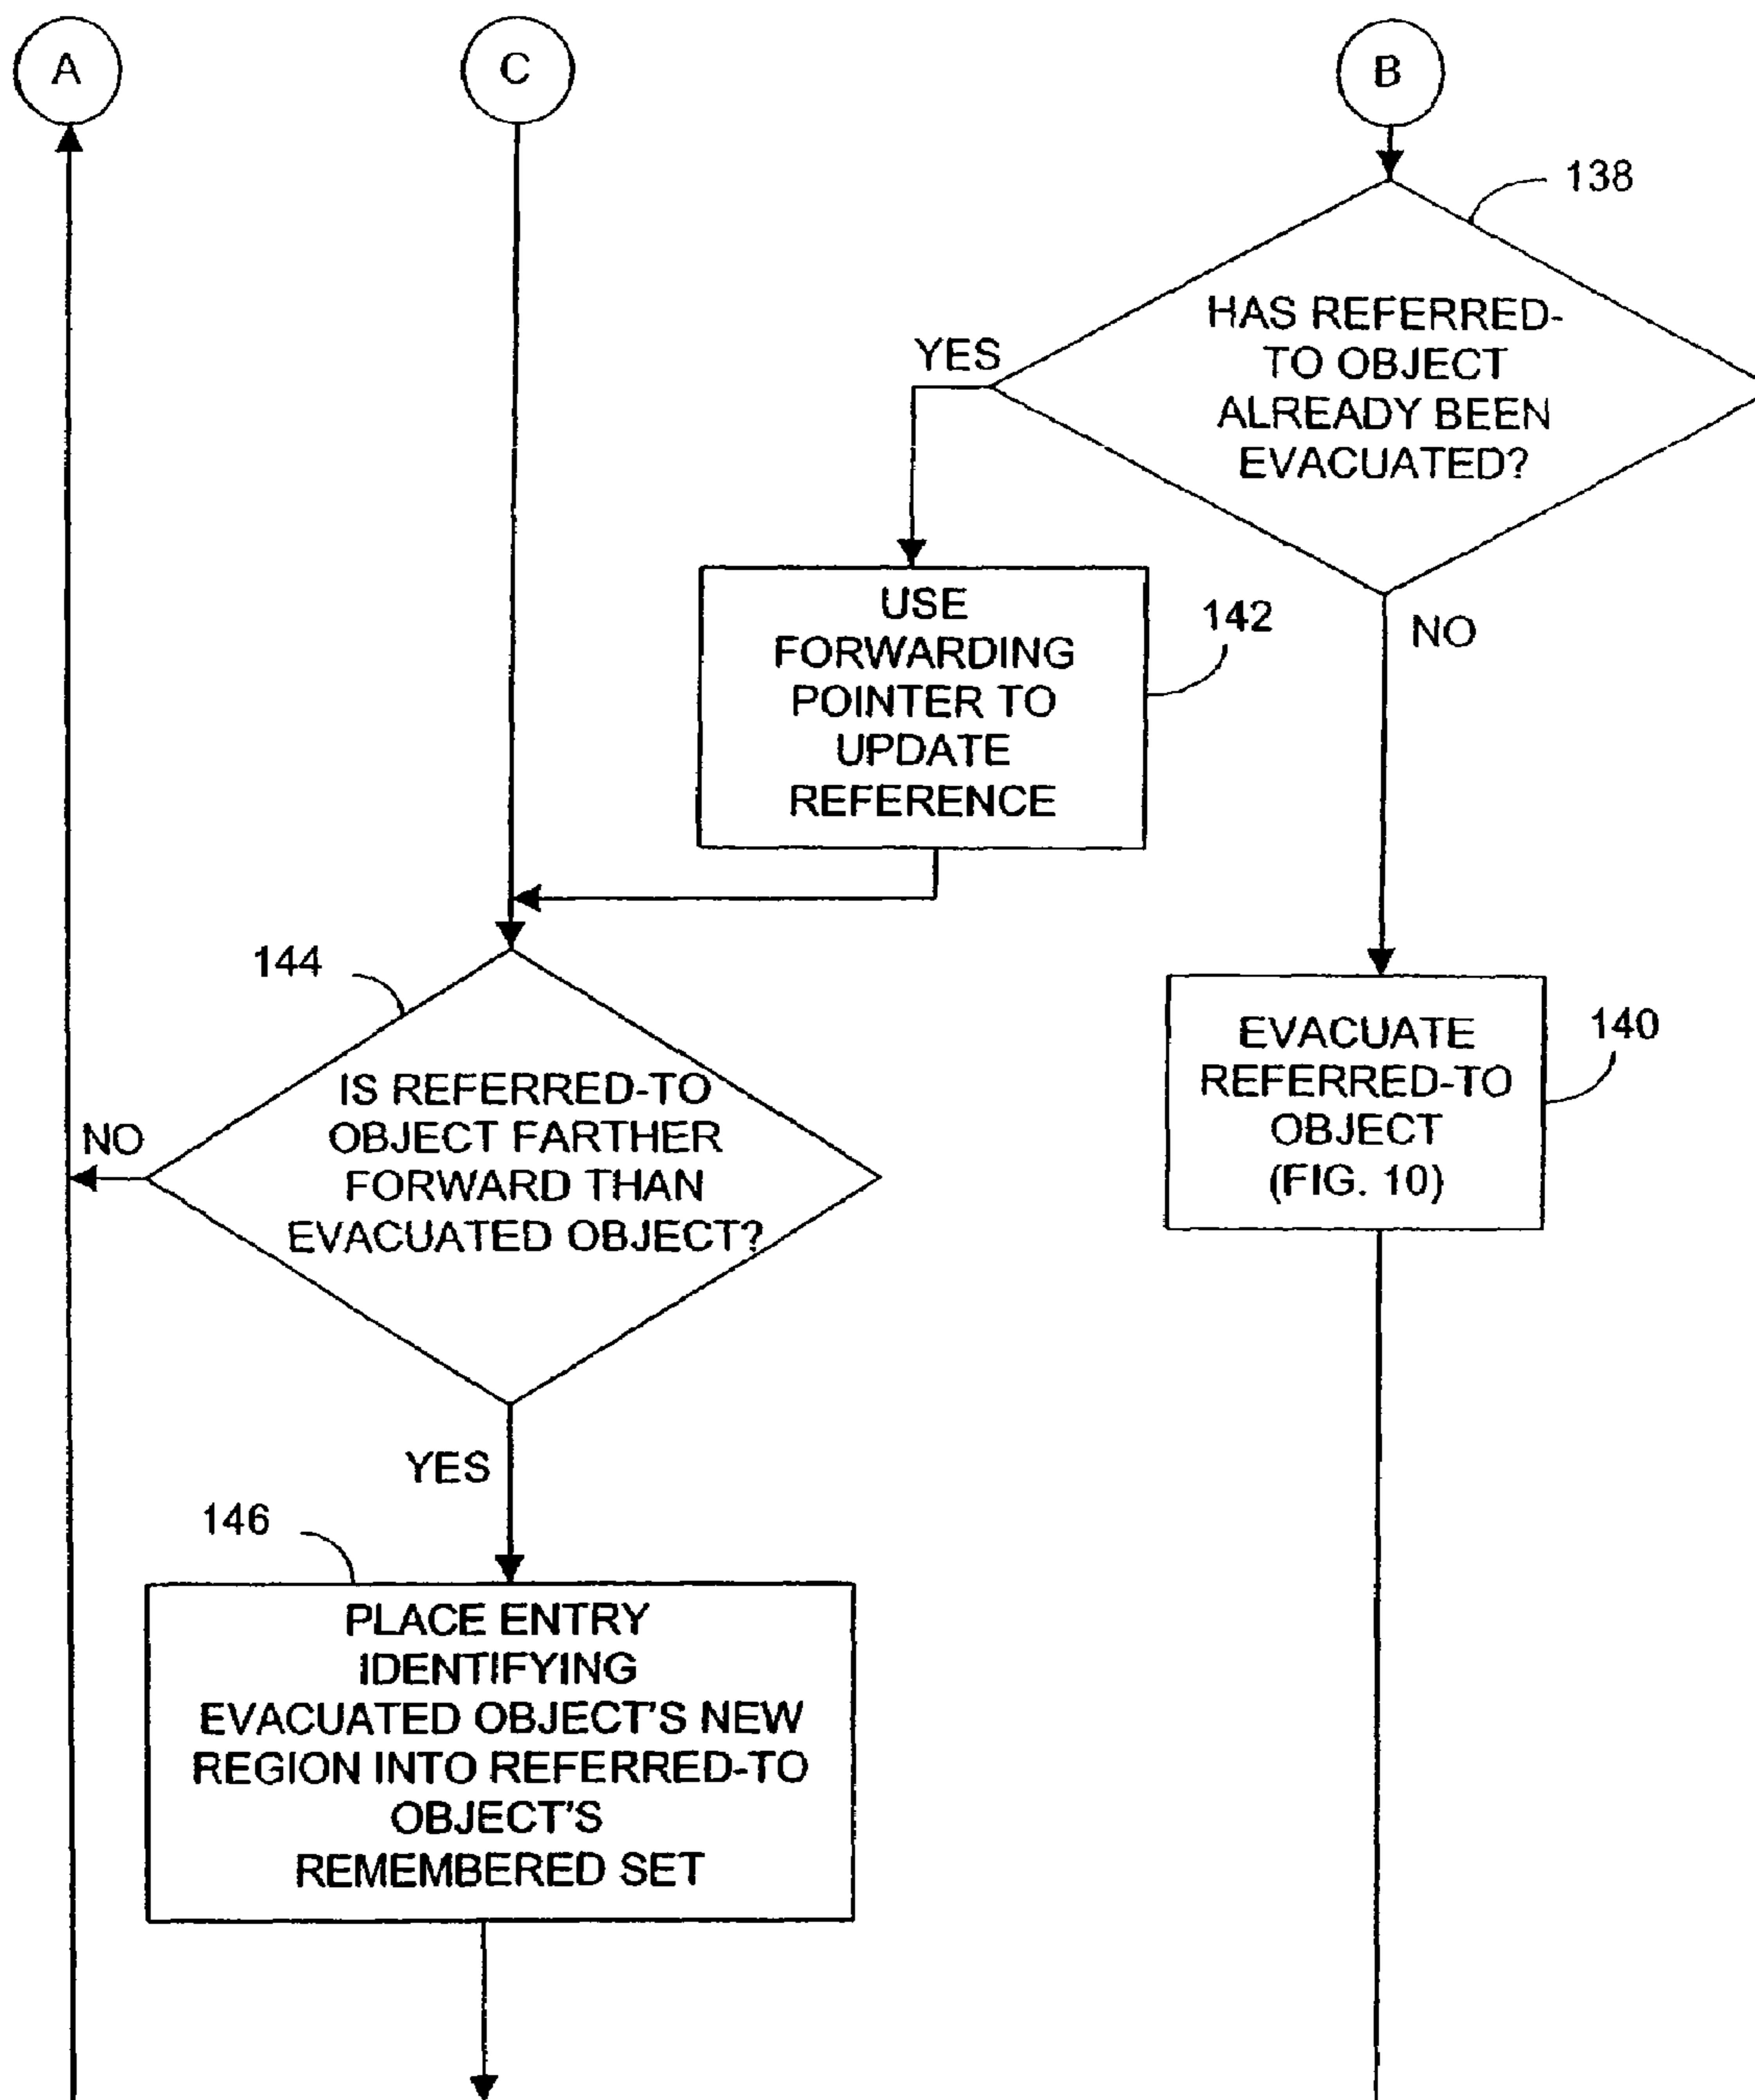 A
C
B
138
HAS REFERRED-
TO OBJECT
ALREADY BEEN
EVACUATED?
YES
NO
USE
FORWARDING
POINTER TO
UPDATE
REFERENCE
142
144
IS REFERRED-TO
OBJECT FARTHER
FORWARD THAN
EVACUATED OBJECT?
NO
YES
EVACUATE
REFERRED-TO
OBJECT
(FIG. 10)
140
146
PLACE ENTRY
IDENTIFYING
EVACUATED OBJECT'S NEW
REGION INTO REFERRED-TO
OBJECT'S
REMEMBERED SET